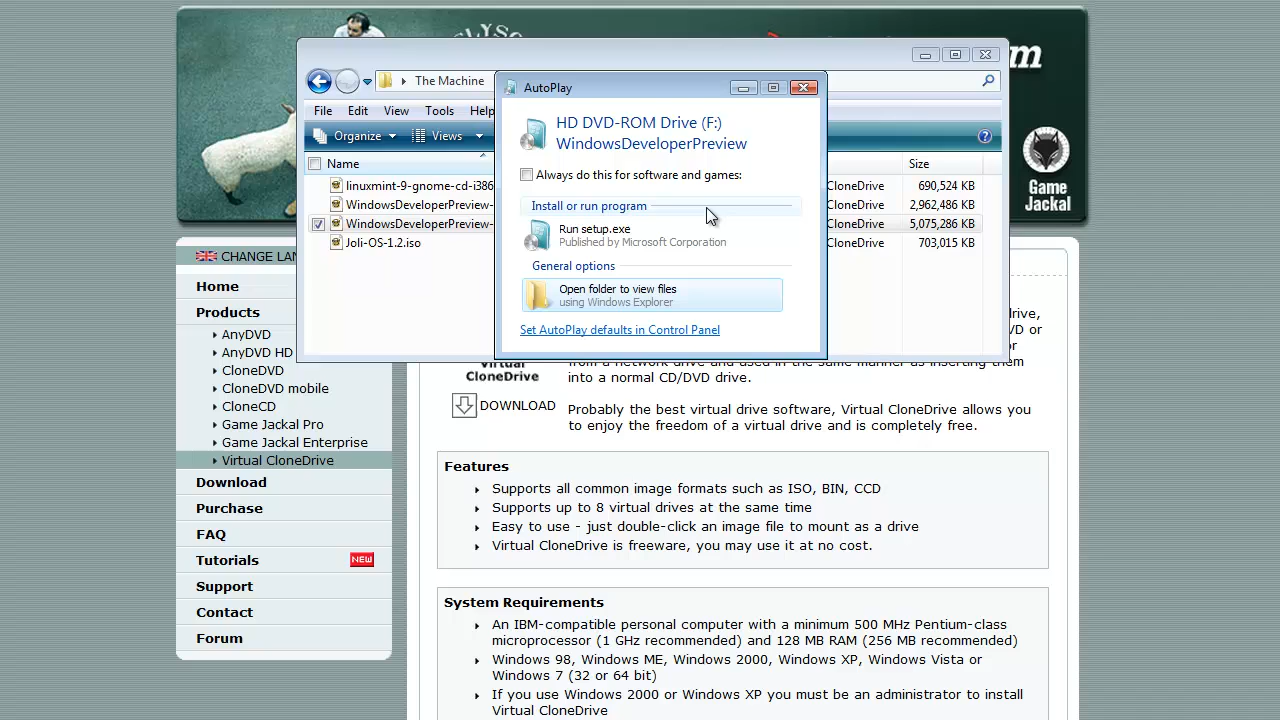 SLYSO
m
Game
Jackal
The Machine
File Edit View Tools Help
Organize Views
Name
Size
linuxmint-9-gnome-cd-i386 CloneDrive 690,524 KB
WindowsDeveloperPreview- CloneDrive 2,962,486 KB
WindowsDeveloperPreview- CloneDrive 5,075,286 KB
Joli-OS-1.2.iso CloneDrive 703,015 KB
AutoPlay
HD DVD-ROM Drive (F:)
WindowsDeveloperPreview
Always do this for software and games:
Install or run program
Run setup.exe
Published by Microsoft Corporation
General options
Open folder to view files
using Windows Explorer
Set AutoPlay defaults in Control Panel
CHANGE LAN
Home
Products
AnyDVD
AnyDVD HD
CloneDVD
CloneDVD mobile
CloneCD
Game Jackal Pro
Game Jackal Enterprise
Virtual CloneDrive
Download
Purchase
FAQ
Tutorials NEW
Support
Contact
Forum
Virtual
CloneDrive
DOWNLOAD
drive,
VD or
or
from a network drive and used in the same manner as inserting them
into a normal CD/DVD drive.
Probably the best virtual drive software, Virtual CloneDrive allows you
to enjoy the freedom of a virtual drive and is completely free.
Features
Supports all common image formats such as ISO, BIN, CCD
Supports up to 8 virtual drives at the same time
Easy to use - just double-click an image file to mount as a drive
Virtual CloneDrive is freeware, you may use it at no cost.
System Requirements
An IBM-compatible personal computer with a minimum 500 MHz Pentium-class
microprocessor (1 GHz recommended) and 128 MB RAM (256 MB recommended)
Windows 98, Windows ME, Windows 2000, Windows XP, Windows Vista or
Windows 7 (32 or 64 bit)
If you use Windows 2000 or Windows XP you must be an administrator to install
Virtual CloneDrive